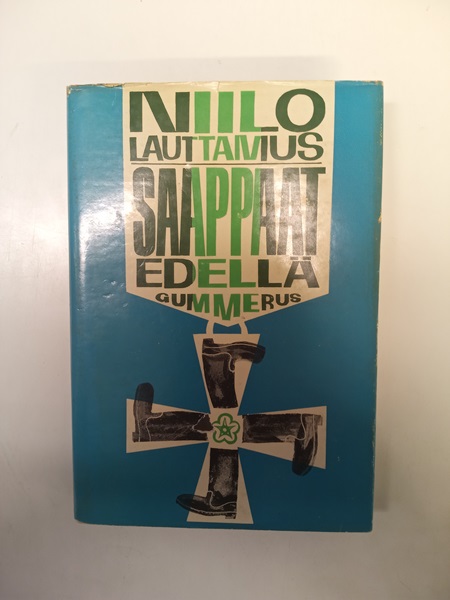 NIILO
LAUTTAMUS
SAAPPAAT
EDELLÄ
GUMMERUS